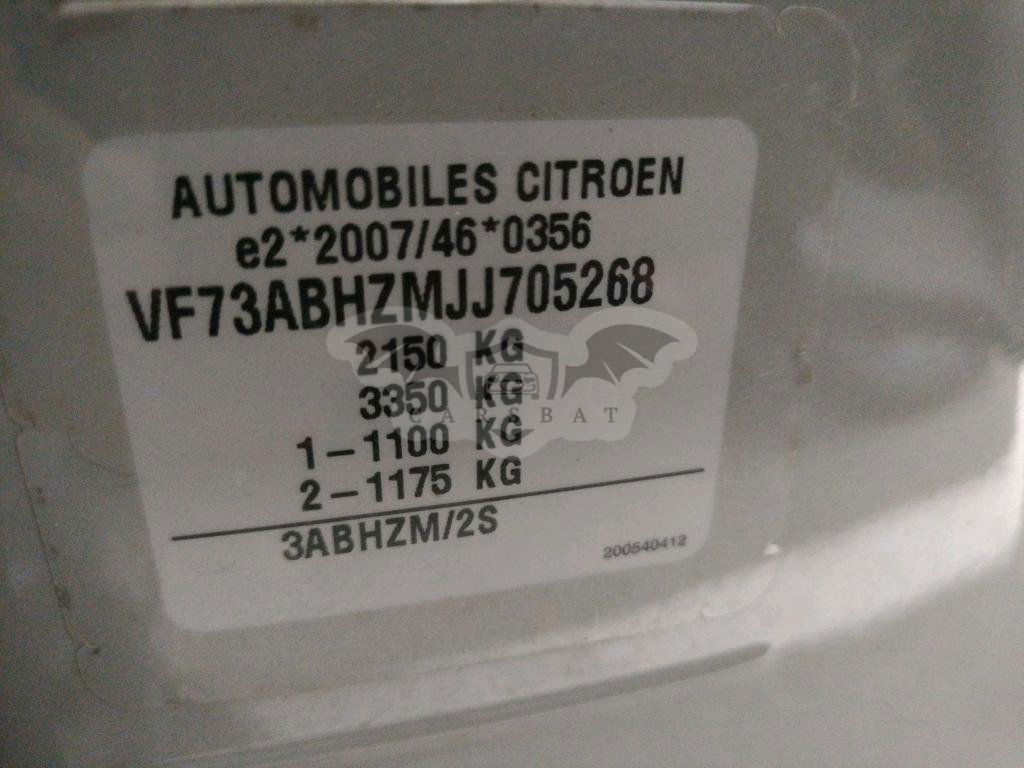 AUTOMOBILES CITROEN
e2*2007/46*0356
VF73ABHZMJJ705268
2150 KG
3350 KG
CARSBAT
1-1100 KG
2-1175 KG
3ABHZM/2S
200540412